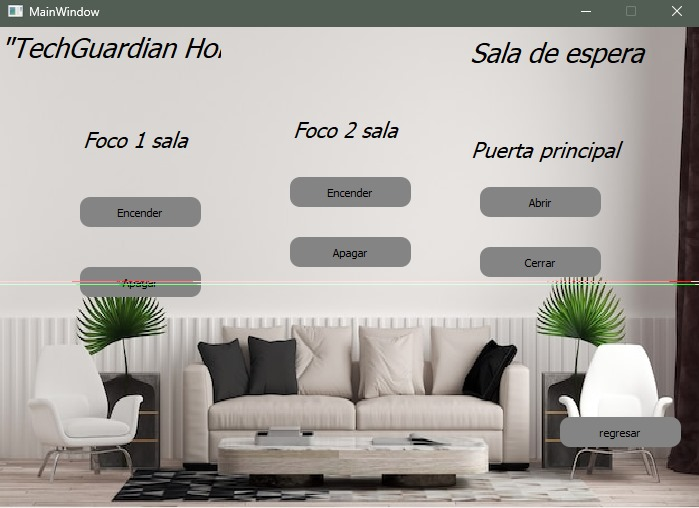 MainWindow
"TechGuardian Hol
Sala de espera
Foco 1 sala
Foco 2 sala
Puerta principal
Encender
Encender
Abrir
Apagar
Apagar
Cerrar
regresar